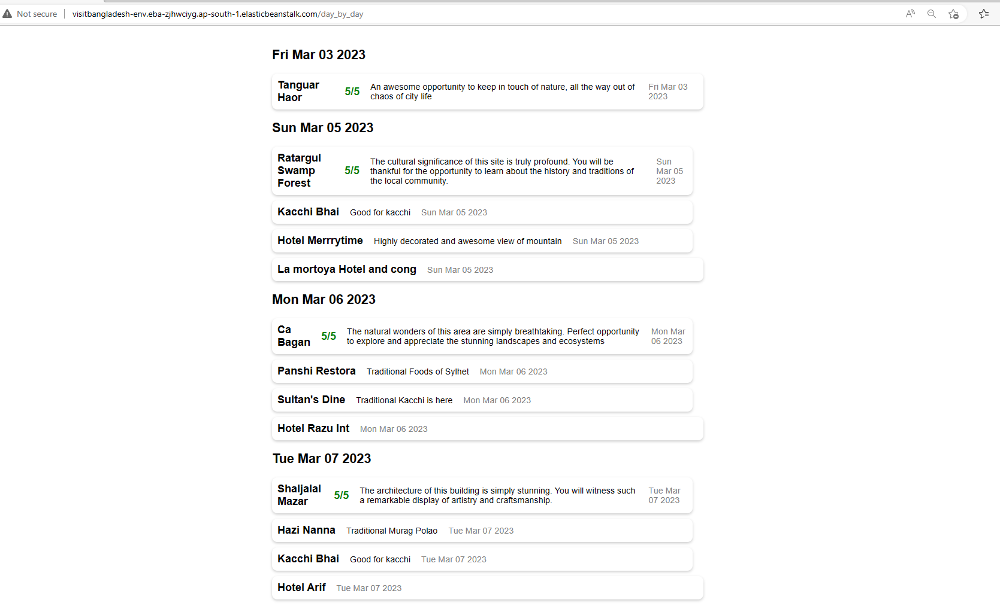 Not secure visitbangladesh-env.eba-zjhwciyg.ap-south-1.elasticbeanstalk.com/day_by_day
Fri Mar 03 2023
Tanguar
Haor
5/5
An awesome opportunity to keep in touch of nature, all the way out of
chaos of city life
Fri Mar 03
2023
Sun Mar 05 2023
Ratargul
Swamp
Forest
5/5
The cultural significance of this site is truly profound. You will be
thankful for the opportunity to learn about the history and traditions of
the local community.
Sun
Mar 05
2023
Kacchi Bhai Good for kacchi Sun Mar 05 2023
Hotel Merrrytime Highly decorated and awesome view of mountain Sun Mar 05 2023
La mortoya Hotel and cong Sun Mar 05 2023
Mon Mar 06 2023
Ca
Bagan
5/5
The natural wonders of this area are simply breathtaking. Perfect opportunity
to explore and appreciate the stunning landscapes and ecosystems
Mon Mar
06 2023
Panshi Restora Traditional Foods of Sylhet Mon Mar 06 2023
Sultan's Dine Traditional Kacchi is here Mon Mar 06 2023
Hotel Razu Int Mon Mar 06 2023
Tue Mar 07 2023
Shaljalal
Mazar
5/5
The architecture of this building is simply stunning. You will witness such
a remarkable display of artistry and craftsmanship.
Tue Mar
07 2023
Hazi Nanna Traditional Murag Polao Tue Mar 07 2023
Kacchi Bhai Good for kacchi Tue Mar 07 2023
Hotel Arif Tue Mar 07 2023